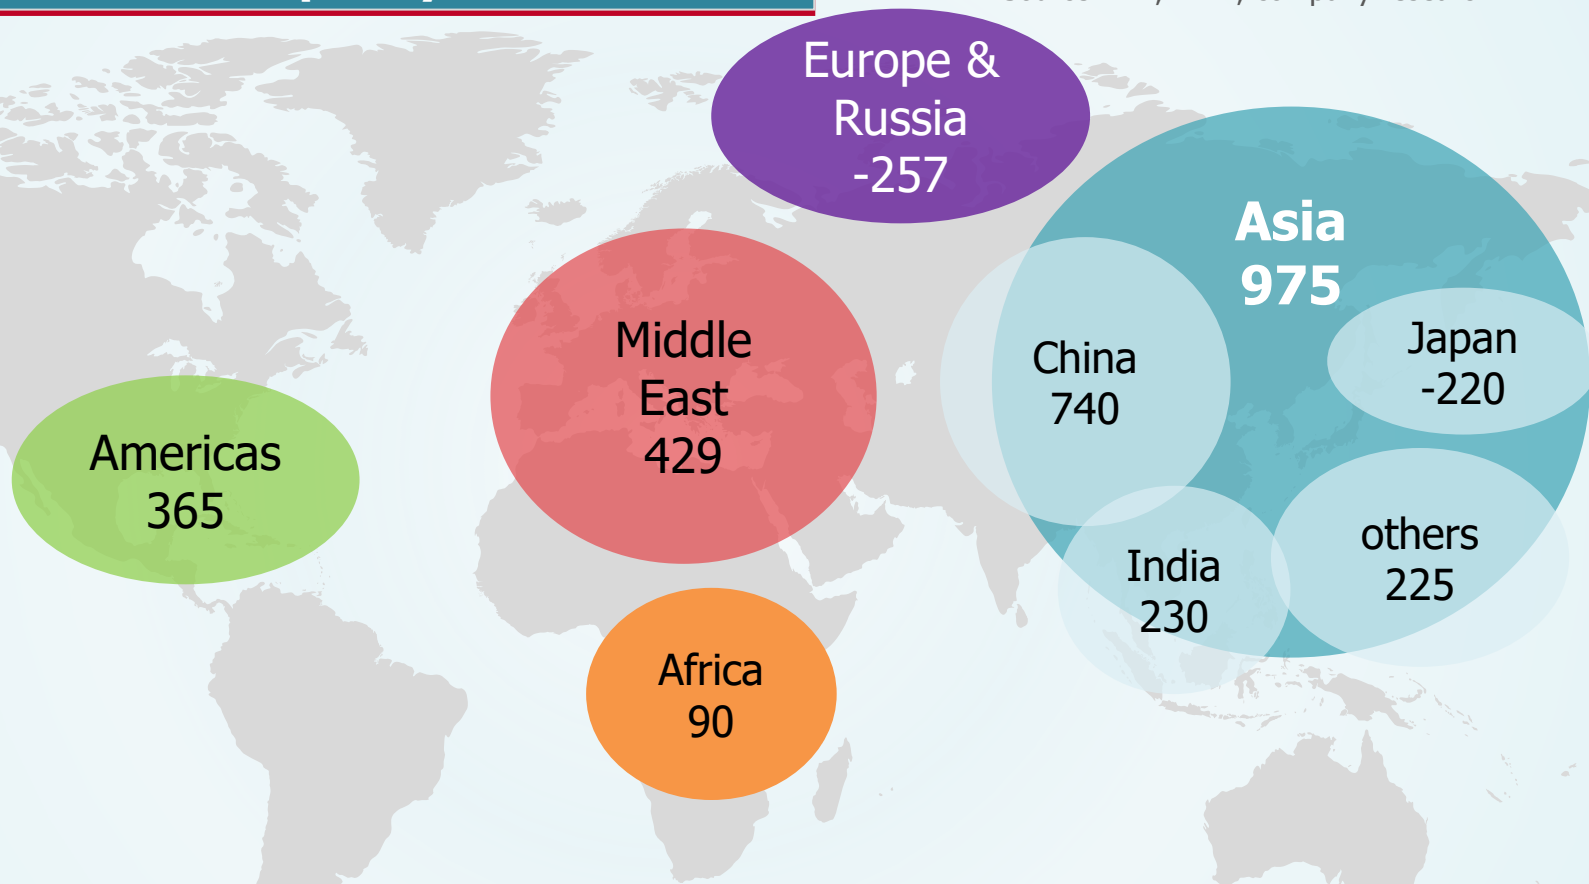 Europe &
Russia
-257
Asia
975
Middle
East
429
China
740
Japan
-220
Americas
365
India
230
others
225
Africa
90